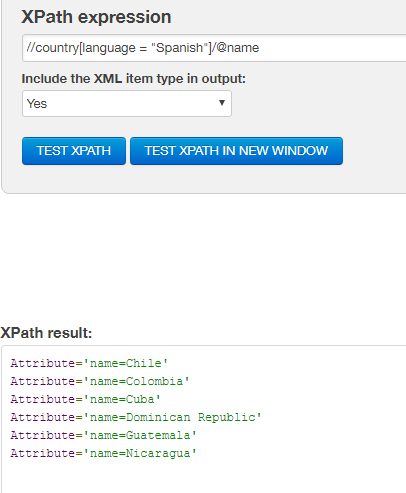 XPath expression
//country[language = "Spanish"]/@name
Include the XML item type in output:
Yes
TEST XPATH TEST XPATH IN NEW WINDOW
XPath result:
Attribute='name=Chile'
Attribute='name=Colombia'
Attribute='name=Cuba'
Attribute='name=Dominican Republic'
Attribute='name=Guatemala'
Attribute='name=Nicaragua'